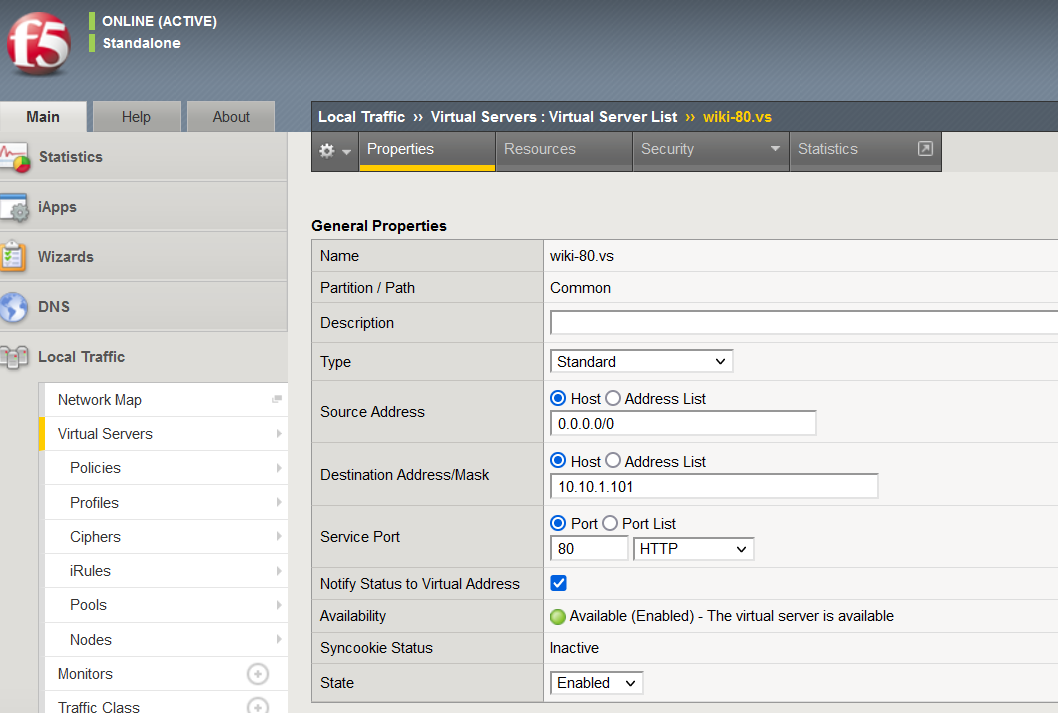 f5
ONLINE (ACTIVE)
Standalone
Main
Help
About
Statistics
iApps
Wizards
DNS
Local Traffic
Network Map
Virtual Servers
Policies
Profiles
Ciphers
iRules
Pools
Nodes
Monitors
Traffic Class
Local Traffic ›› Virtual Servers : Virtual Server List ›› wiki-80.vs
Properties
Resources
Security
Statistics
General Properties
Name wiki-80.vs
Partition / Path Common
Description
Type Standard
Source Address Host Address List
0.0.0.0/0
Destination Address/Mask Host Address List
10.10.1.101
Service Port Port Port List
80 HTTP
Notify Status to Virtual Address
Availability Available (Enabled) - The virtual server is available
Syncookie Status Inactive
State Enabled